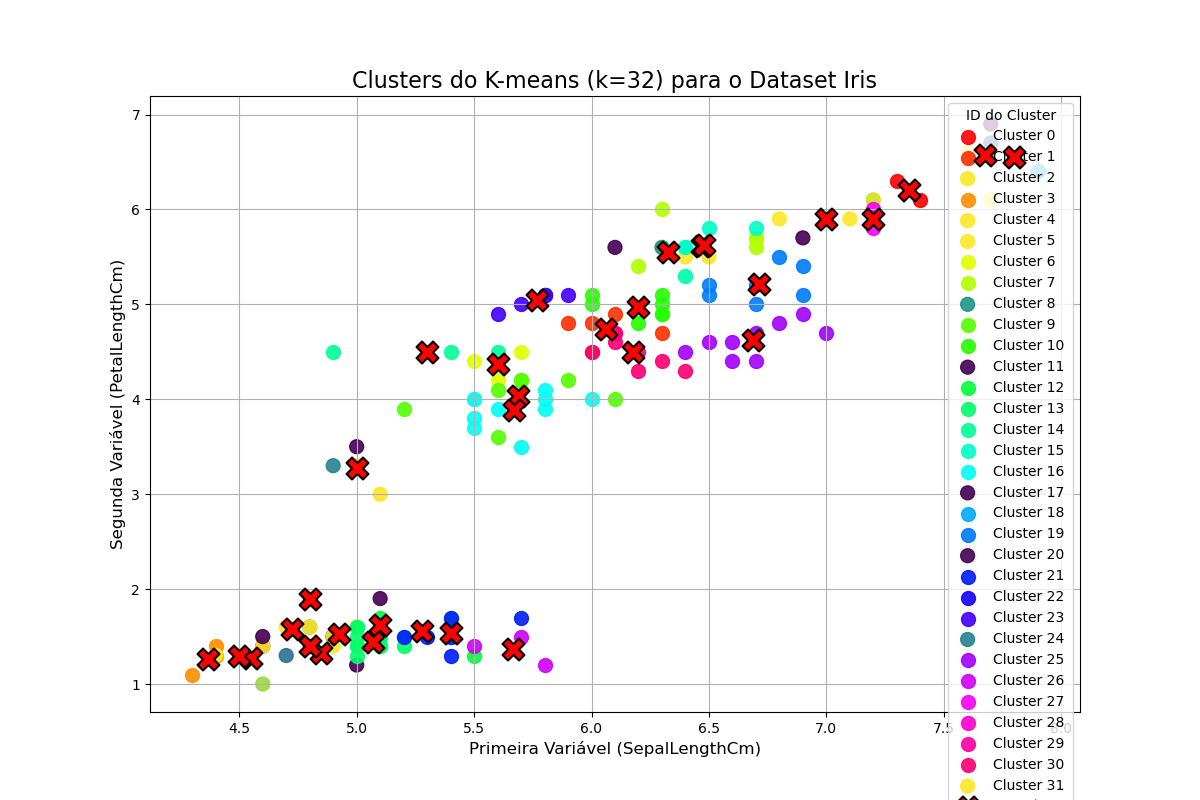 Clusters do K-means (k=32) para o Dataset Iris
Segunda Variável (PetalLengthCm)
7
6
5
4
3
2
1
4.5
5.0
5.5
6.0
6.5
7.0
7.5
8.0
Primeira Variável (SepalLengthCm)
ID do Cluster
Cluster 0
Cluster 1
Cluster 2
Cluster 3
Cluster 4
Cluster 5
Cluster 6
Cluster 7
Cluster 8
Cluster 9
Cluster 10
Cluster 11
Cluster 12
Cluster 13
Cluster 14
Cluster 15
Cluster 16
Cluster 17
Cluster 18
Cluster 19
Cluster 20
Cluster 21
Cluster 22
Cluster 23
Cluster 24
Cluster 25
Cluster 26
Cluster 27
Cluster 28
Cluster 29
Cluster 30
Cluster 31